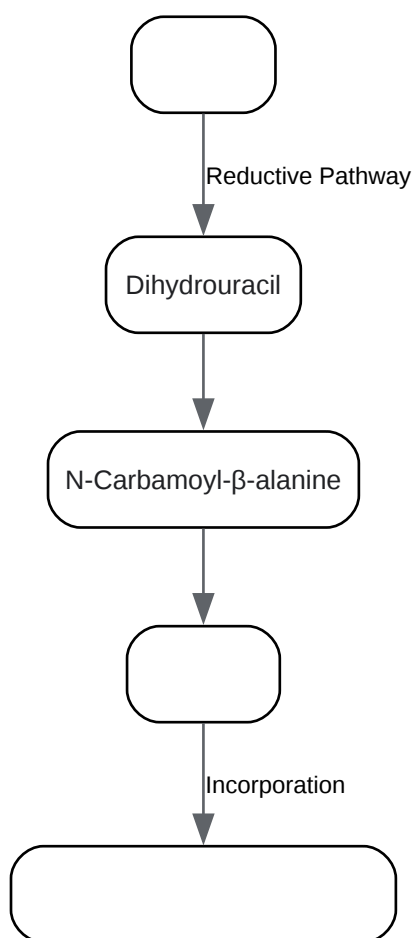 Reductive Pathway
Dihydrouracil
N-Carbamoyl-β-alanine
Incorporation